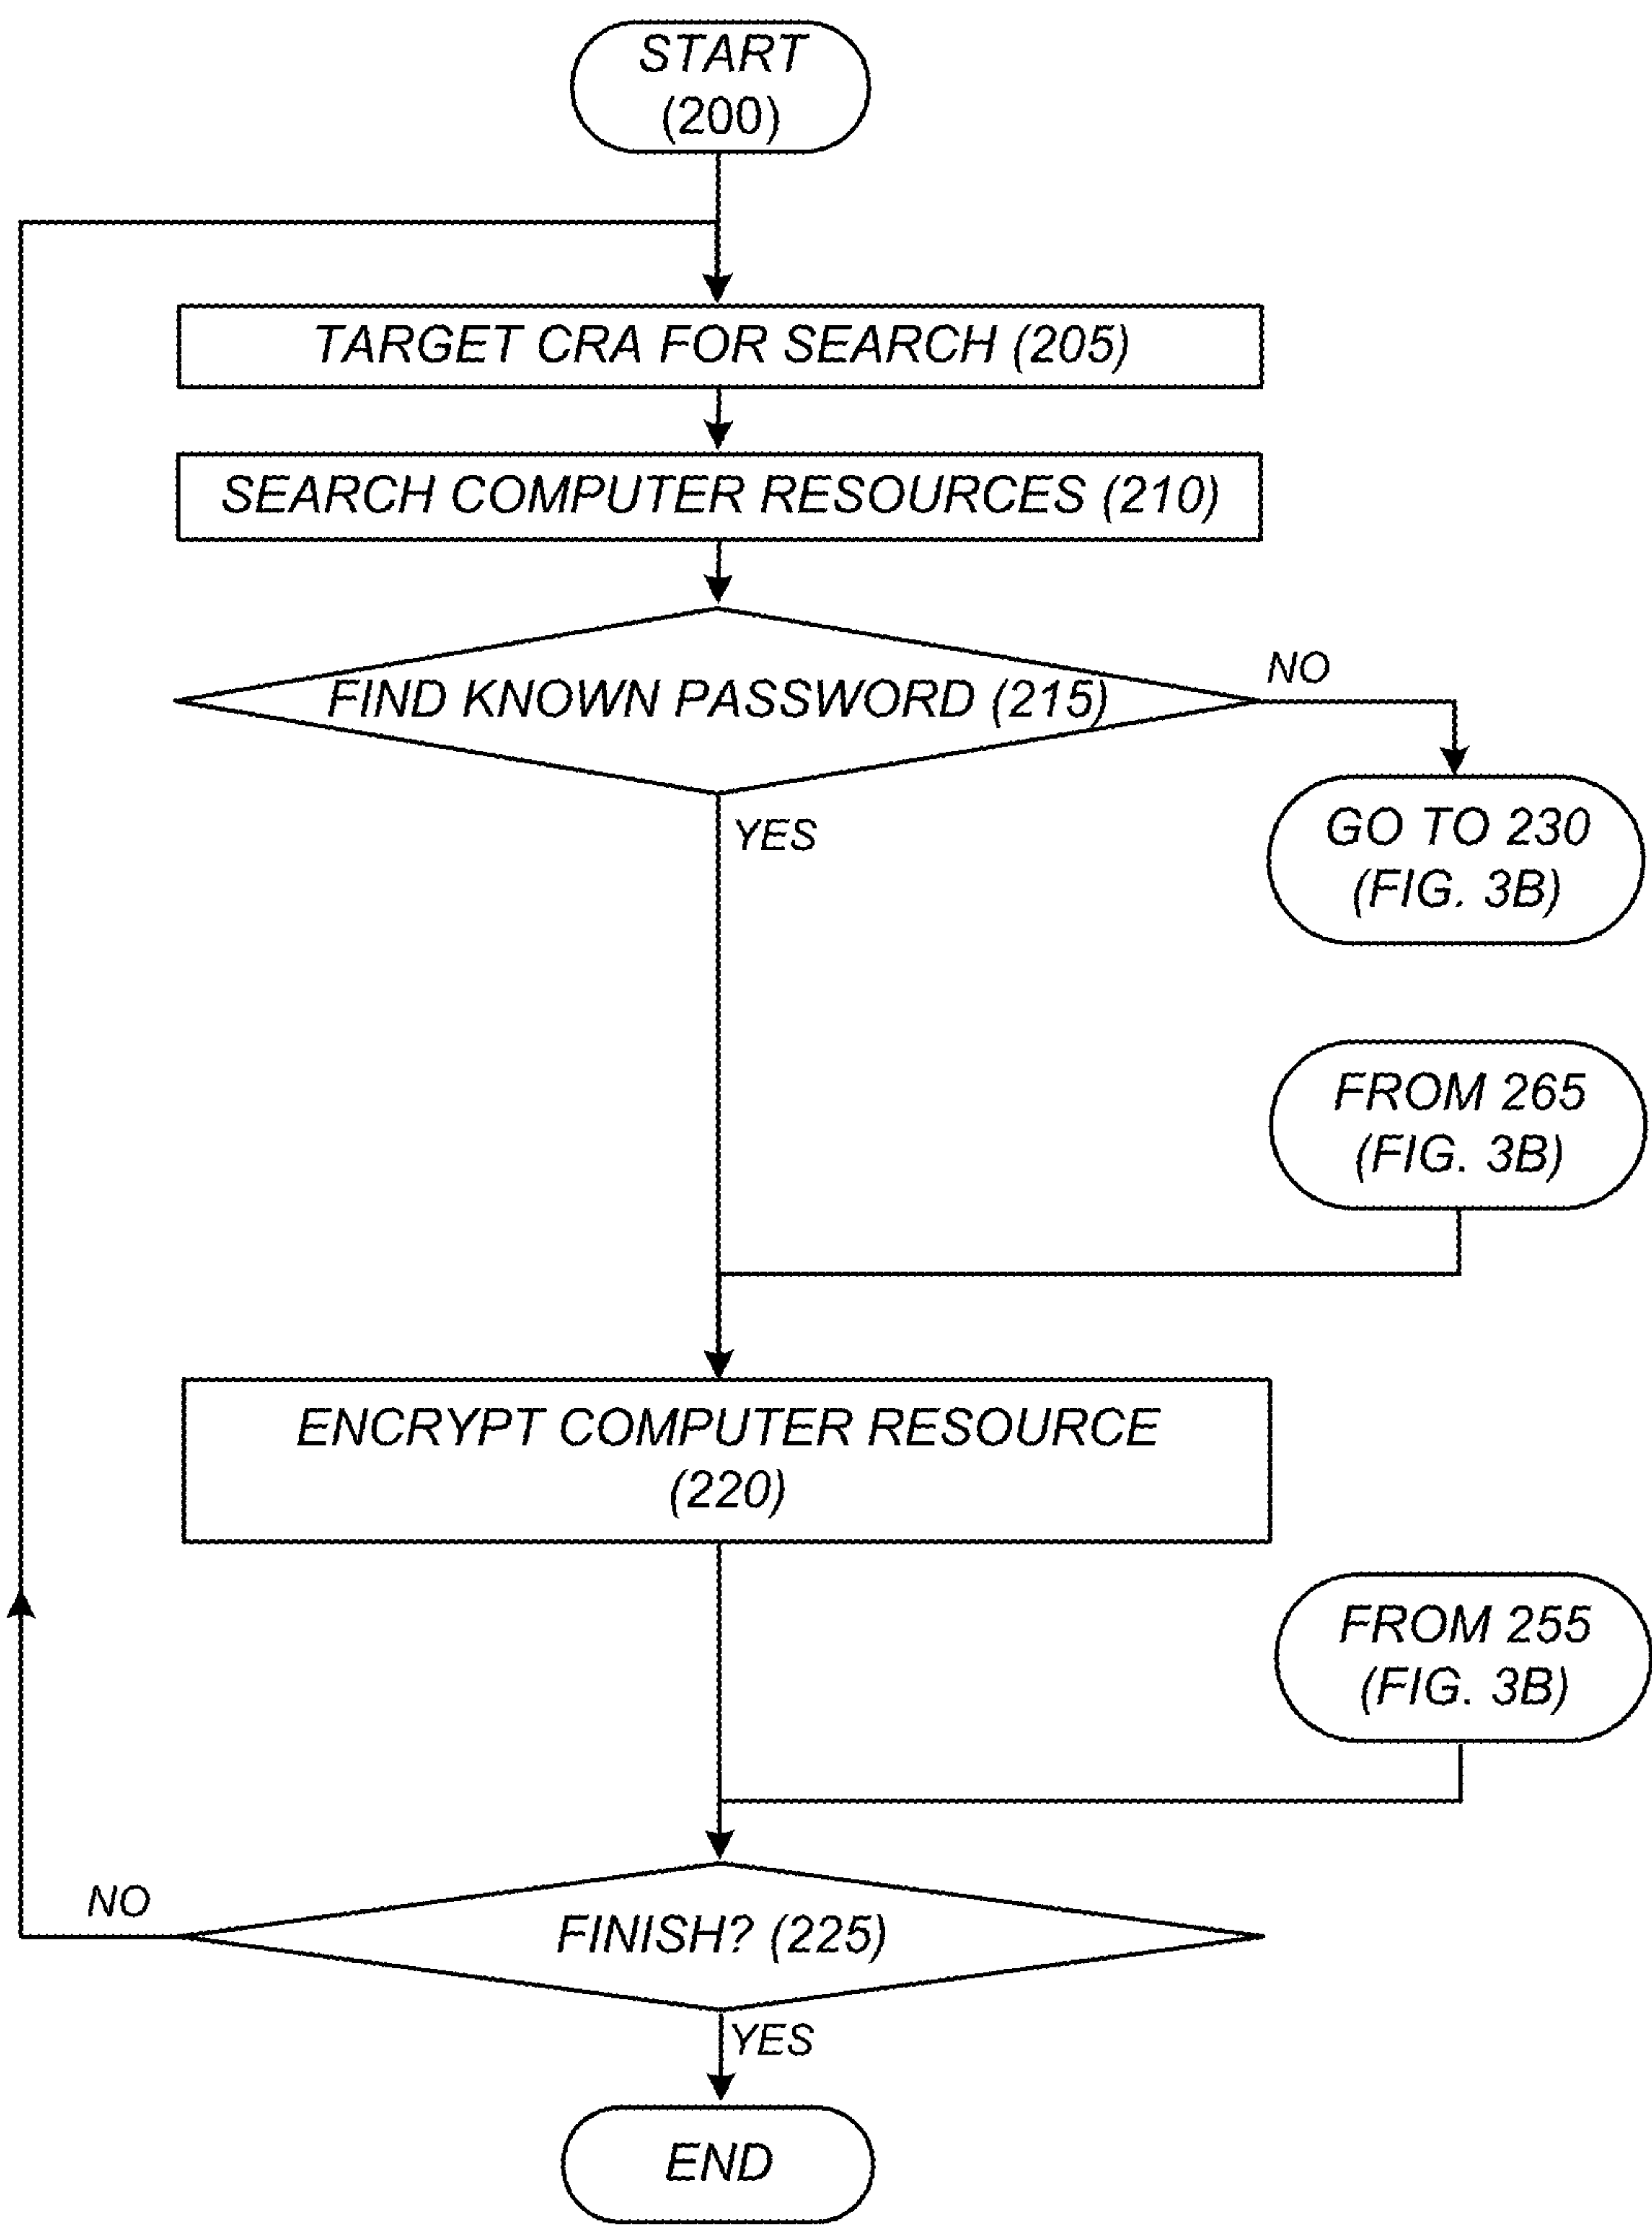 START
(200)
TARGET CRA FOR SEARCH (205)
SEARCH COMPUTER RESOURCES (210)
FIND KNOWN PASSWORD (215)
NO
YES
GO TO 230
(FIG. 3B)
FROM 265
(FIG. 3B)
ENCRYPT COMPUTER RESOURCE
(220)
FROM 255
(FIG. 3B)
NO
FINISH? (225)
YES
END